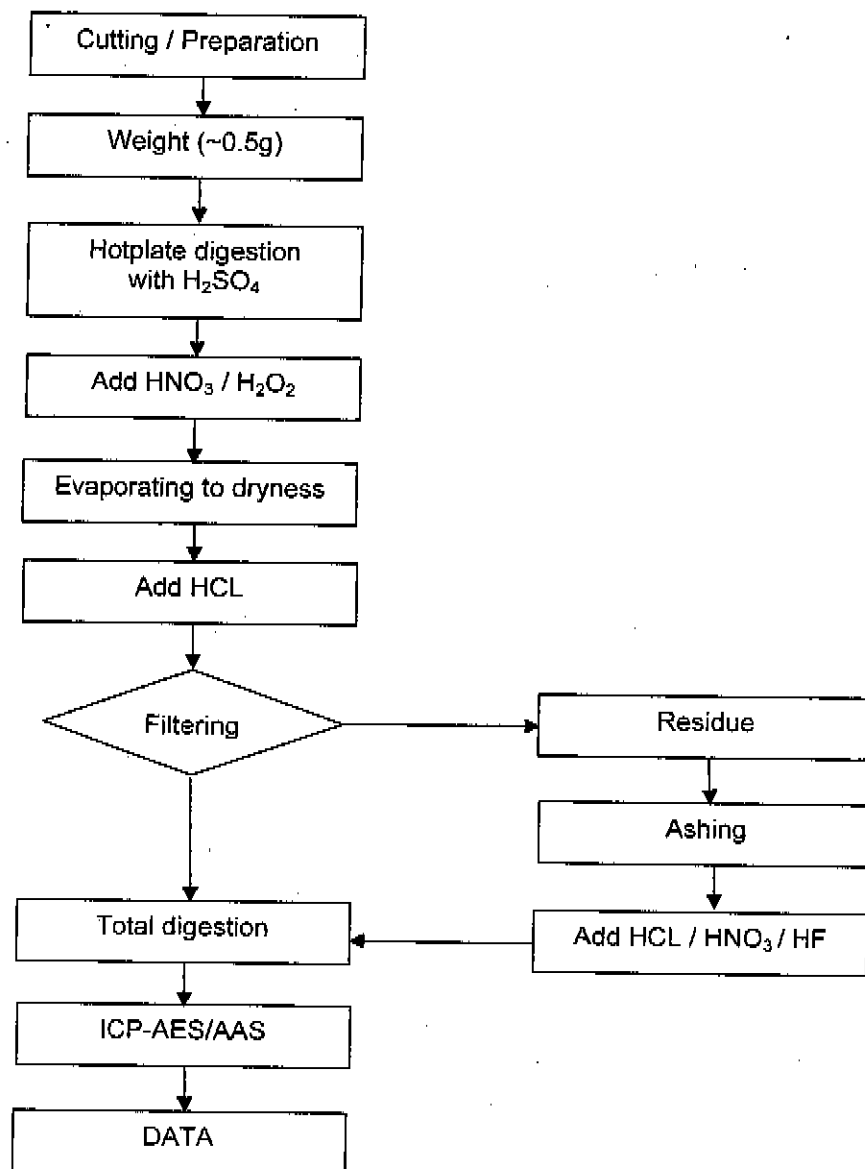 Cutting / Preparation
Weight (~0.5g)
Hotplate digestion
with H₂SO₄
Add HNO₃ / H₂O₂
Evaporating to dryness
Add HCL
Filtering
Residue
Ashing
Add HCL / HNO₃ / HF
Total digestion
ICP-AES/AAS
DATA